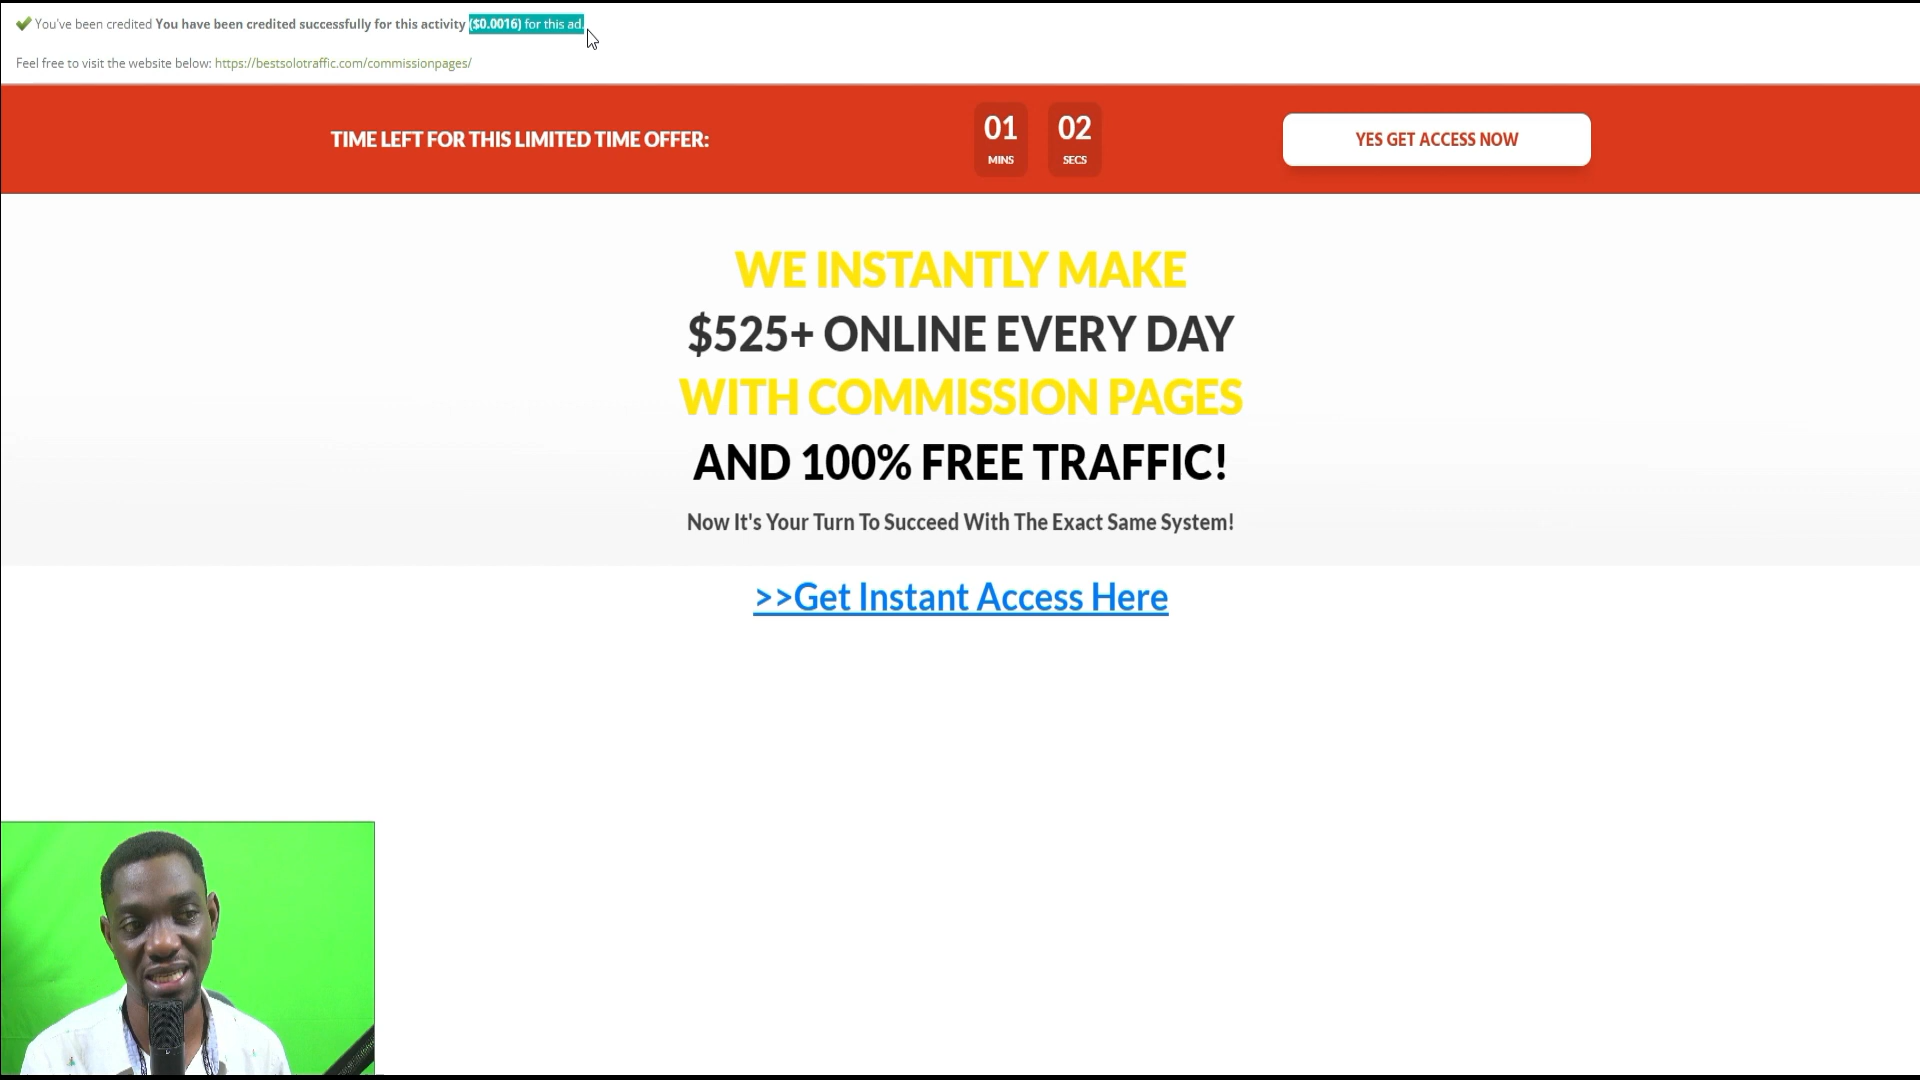 You've been credited You have been credited successfully for this activity ($0.0016) for this ad.
Feel free to visit the website below: https://bestsolotraffic.com/commissionpages/
TIME LEFT FOR THIS LIMITED TIME OFFER:
01 02
MINS SECS
YES GET ACCESS NOW
WE INSTANTLY MAKE
$525+ ONLINE EVERY DAY
WITH COMMISSION PAGES
AND 100% FREE TRAFFIC!
Now It's Your Turn To Succeed With The Exact Same System!
>>Get Instant Access Here